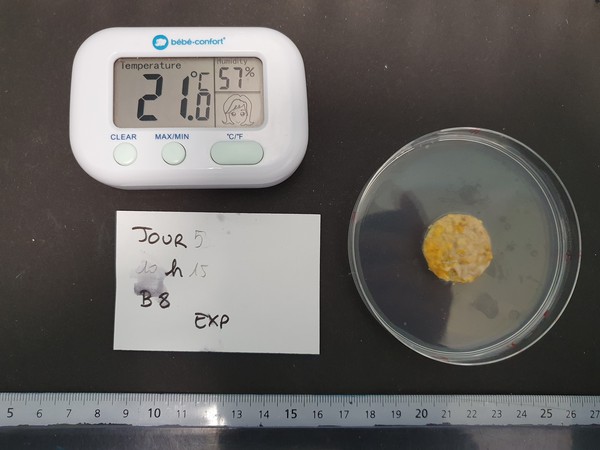 bébé-confort®
Temperature
Humidity
21.0 °C
57%
CLEAR MAX/MIN °C/°F
JOUR 5
10 h 15
B8
EXP
5 6 7 8 9 10 11 12 13 14 15 16 17 18 19 20 21 22 23 24 25 26 27